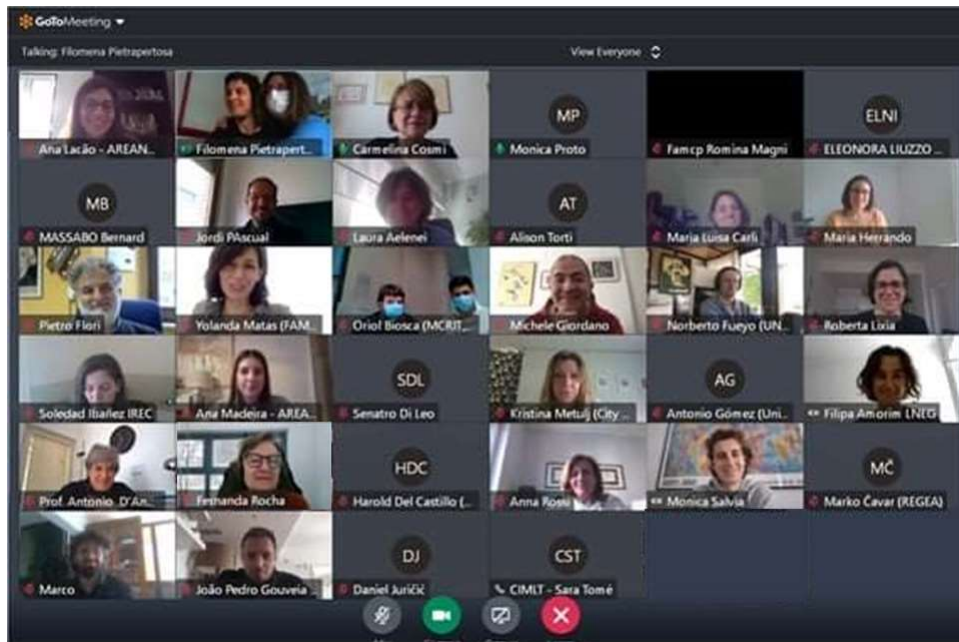 GoToMeeting
Talking: Filomena Pietrapertosa
View Everyone
Ana Lacão - AREAN...
Filomena Pietrapert...
Carmelina Cosmi
MP
Monica Proto
Famcp Romina Magni
ELNI
ELEONORA LIUZZO ...
MB
MASSABO Bernard
Jordi PAscual
Laura Aelenei
AT
Alison Torti
Maria Luisa Carli
Maria Herrando
Pietro Flori
Yolanda Matas (FAM...
Oriol Biosca (MCRIT,...
Michele Giordano
Norberto Fueyo (UN...
Roberta Lixia
Soledad Ibañez IREC
Ana Madeira - AREA...
SDL
Senatro Di Leo
Kristina Metulj (City ...
AG
Antonio Gómez (Uni...
Filipa Amorim LNEG
Prof. Antonio D'An...
Fernanda Rocha
HDC
Harold Del Castillo (...
Anna Rossi
Monica Salvia
MČ
Marko Čavar (REGEA)
Marco
João Pedro Gouveia ...
DJ
Daniel Juričić
CST
CIMLT - Sara Tomé